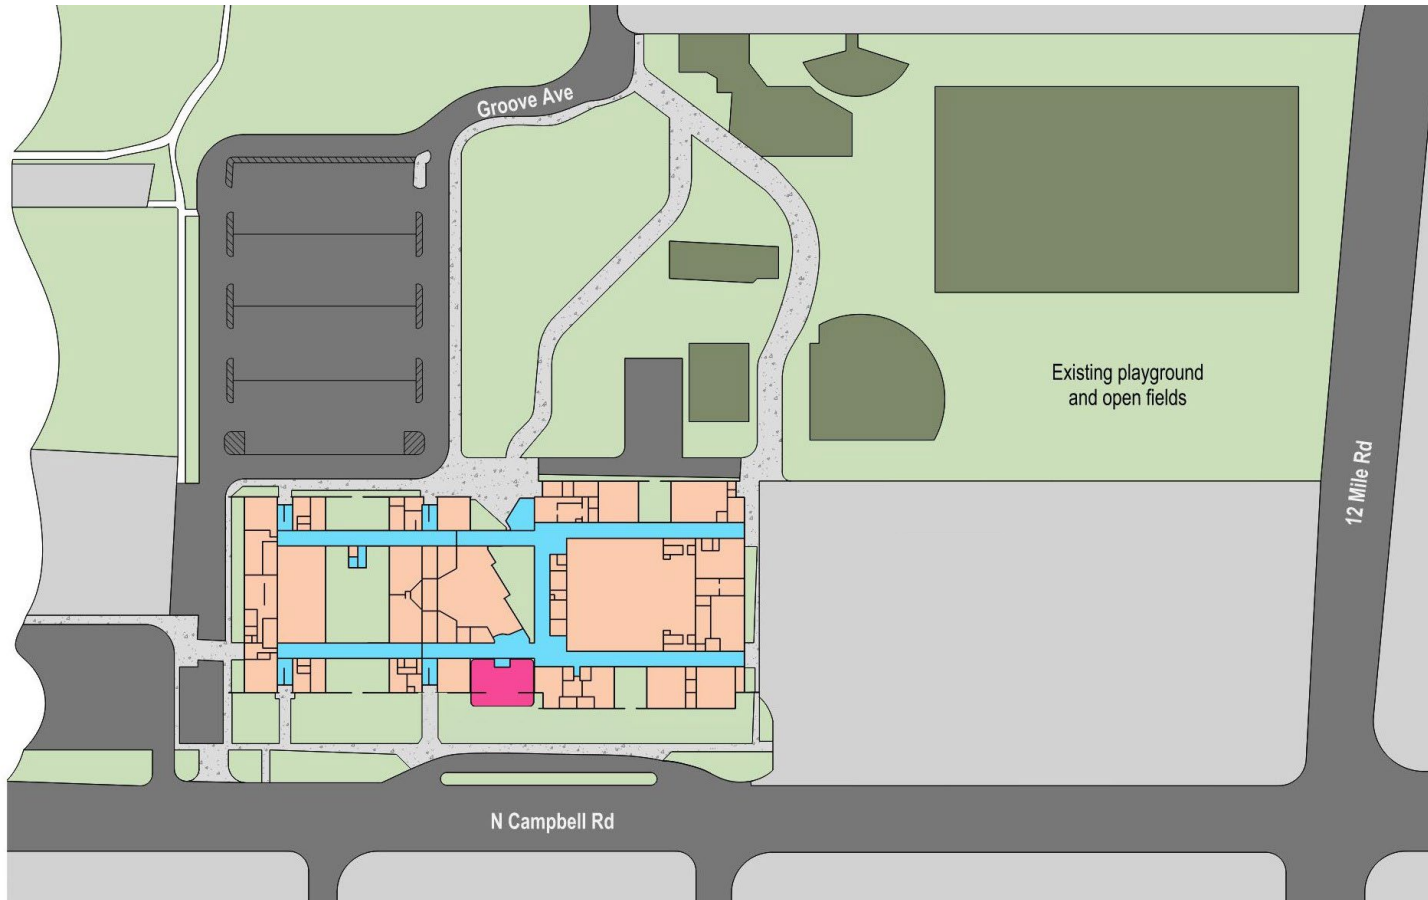 Groove Ave
Existing playground
and open fields
12 Mile Rd
N Campbell Rd